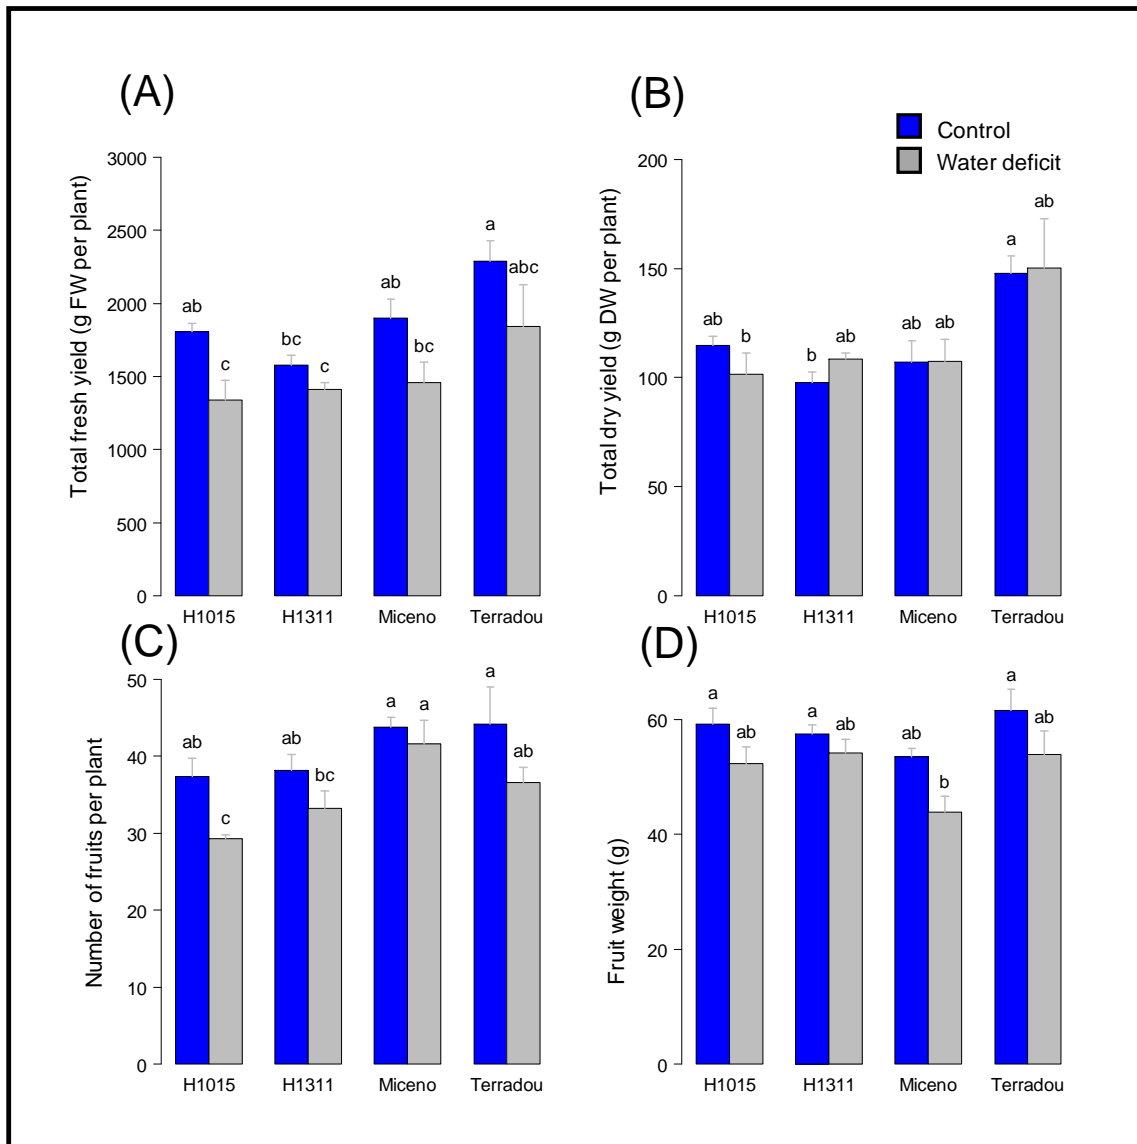 (A)
Total fresh yield (g FW per plant)
3000
2500
2000
1500
1000
500
0
ab
c
bc
c
ab
bc
a
abc
H1015 H1311 Miceno Terradou
(B)
Control
Water deficit
Total dry yield (g DW per plant)
200
150
100
50
0
ab
b
b
ab
ab
ab
a
ab
H1015 H1311 Miceno Terradou
(C)
Number of fruits per plant
50
40
30
20
10
0
ab
c
ab
bc
a
a
a
ab
H1015 H1311 Miceno Terradou
(D)
Fruit weight (g)
60
40
20
0
a
ab
a
ab
ab
b
a
ab
H1015 H1311 Miceno Terradou